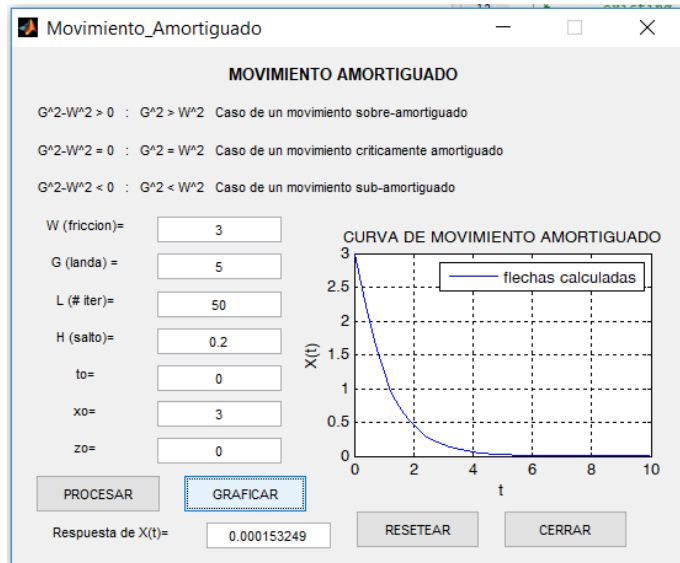 12 % existing
Movimiento_Amortiguado
MOVIMIENTO AMORTIGUADO
G^2-W^2 > 0 : G^2 > W^2 Caso de un movimiento sobre-amortiguado
G^2-W^2 = 0 : G^2 = W^2 Caso de un movimiento criticamente amortiguado
G^2-W^2 < 0 : G^2 < W^2 Caso de un movimiento sub-amortiguado
W (friccion)= 3
G (landa) = 5
L (# iter)= 50
H (salto)= 0.2
to= 0
xo= 3
zo= 0
PROCESAR GRAFICAR
Respuesta de X(t)= 0.000153249
CURVA DE MOVIMIENTO AMORTIGUADO
flechas calculadas
X(t)
3
2.5
2
1.5
1
0.5
0
0 2 4 6 8 10
t
RESETEAR CERRAR